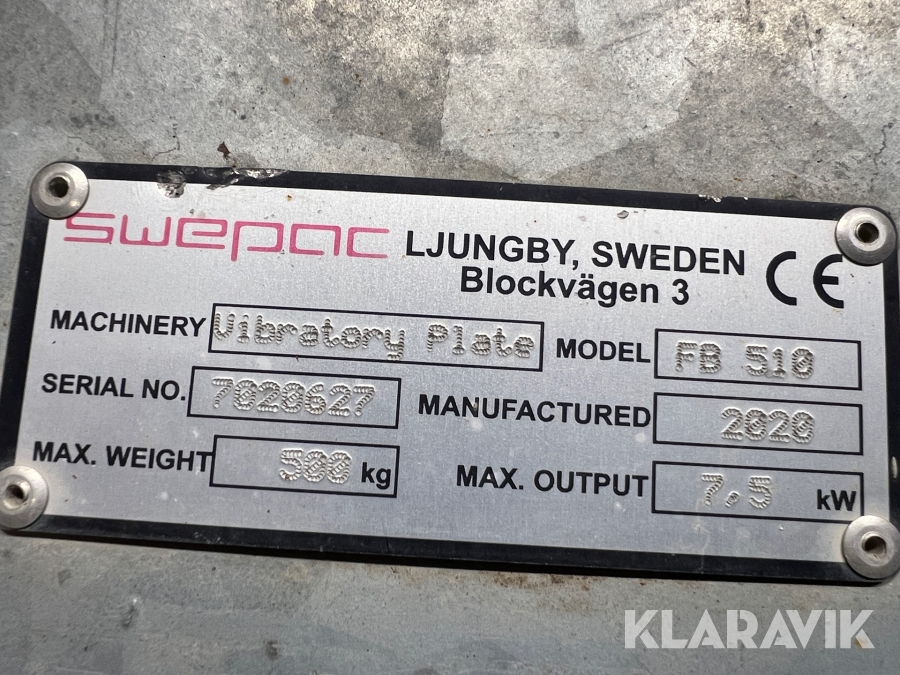 swepac LJUNGBY, SWEDEN CE
Blockvägen 3
MACHINERY Vibratory Plate MODEL FB 510
SERIAL NO. 7020627 MANUFACTURED 2020
MAX. WEIGHT 500 kg MAX. OUTPUT 7,5 kW
KLARAVIK